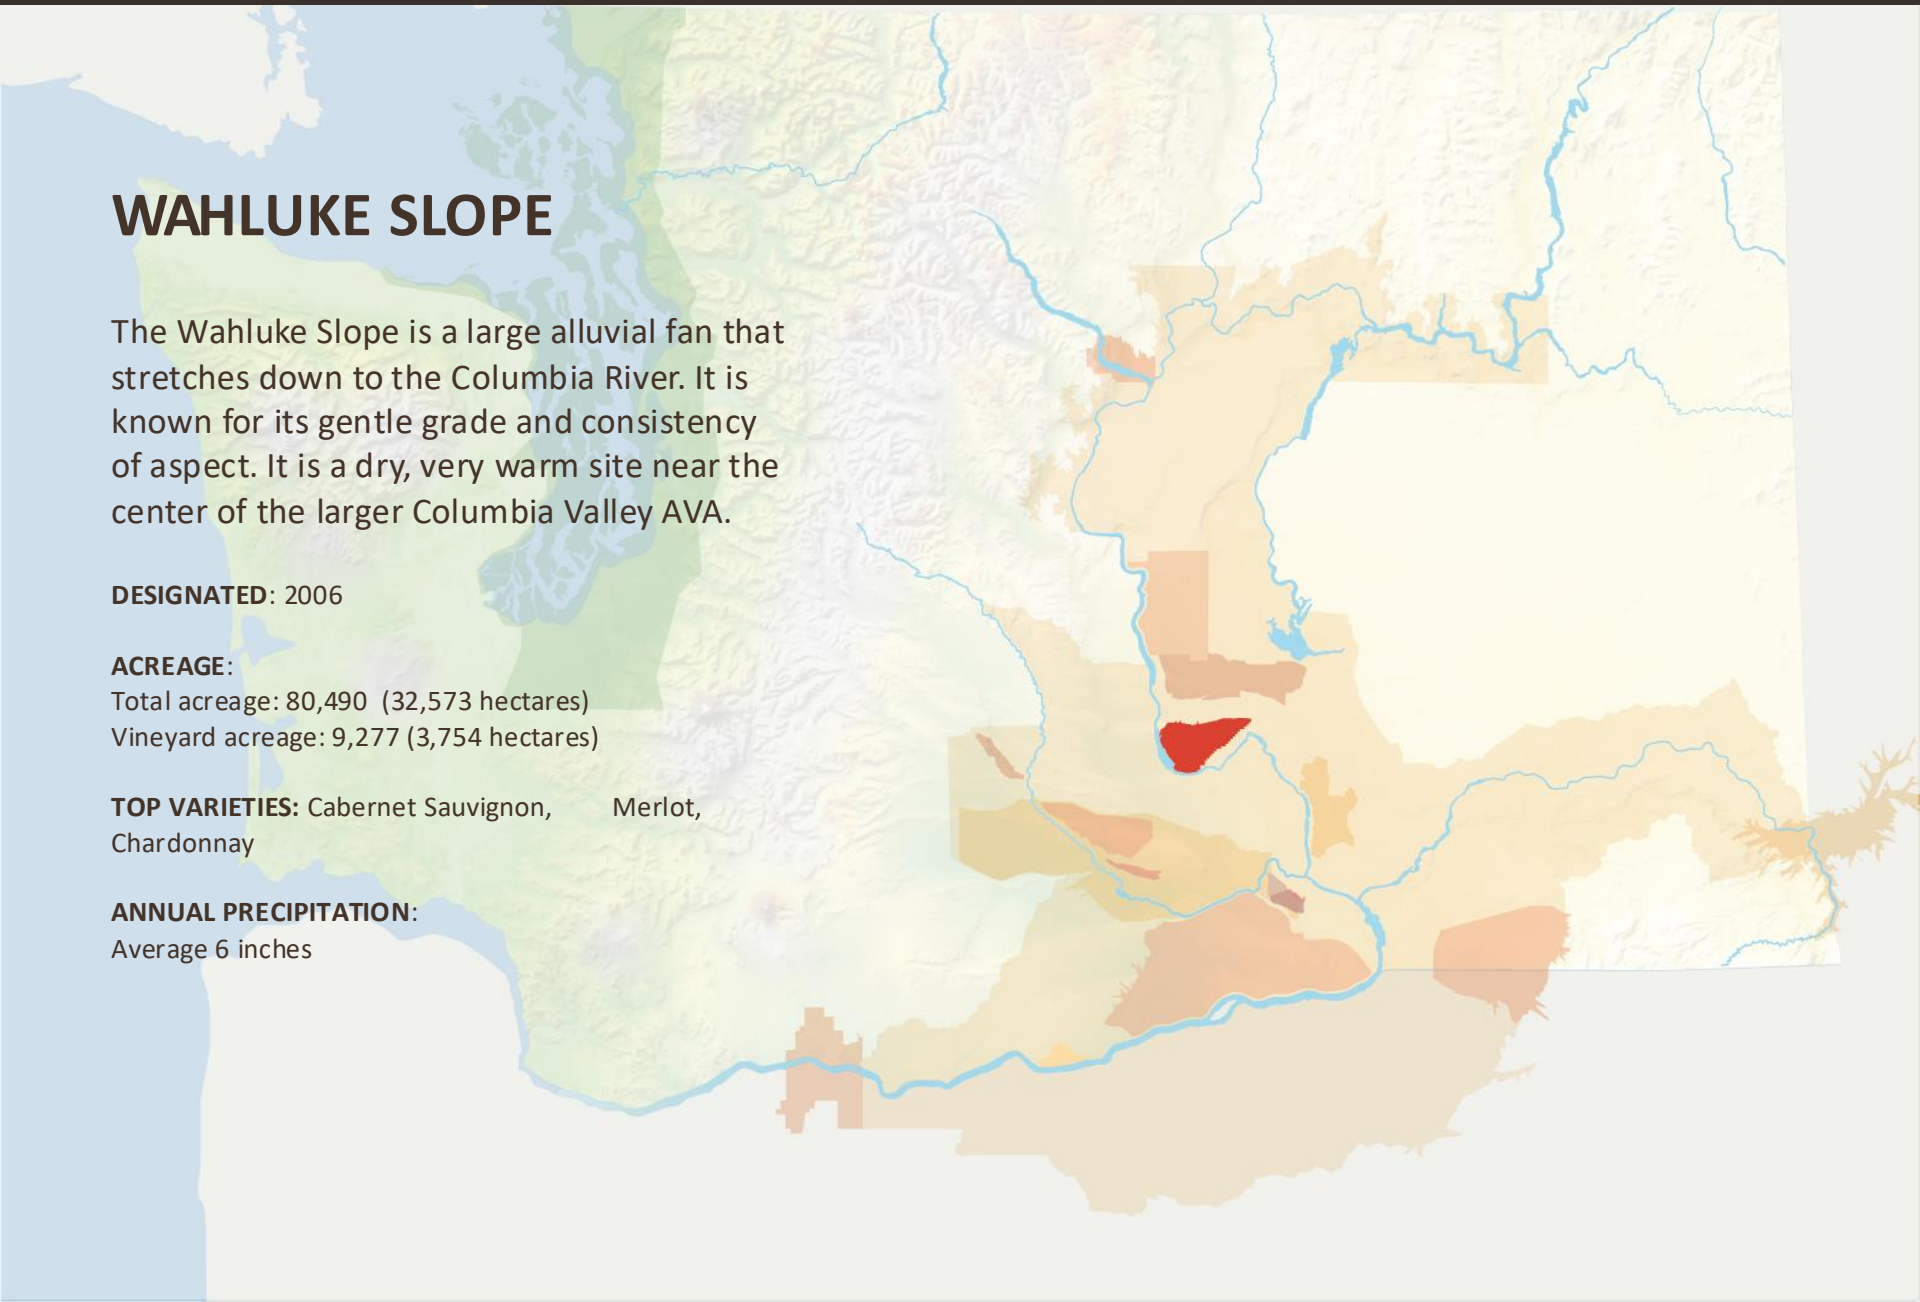 WAHLUKE SLOPE
The Wahluke Slope is a large alluvial fan that
stretches down to the Columbia River. It is
known for its gentle grade and consistency
of aspect. It is a dry, very warm site near the
center of the larger Columbia Valley AVA.
DESIGNATED: 2006
ACREAGE:
Total acreage: 80,490 (32,573 hectares)
Vineyard acreage: 9,277 (3,754 hectares)
TOP VARIETIES: Cabernet Sauvignon, Merlot,
Chardonnay
ANNUAL PRECIPITATION:
Average 6 inches